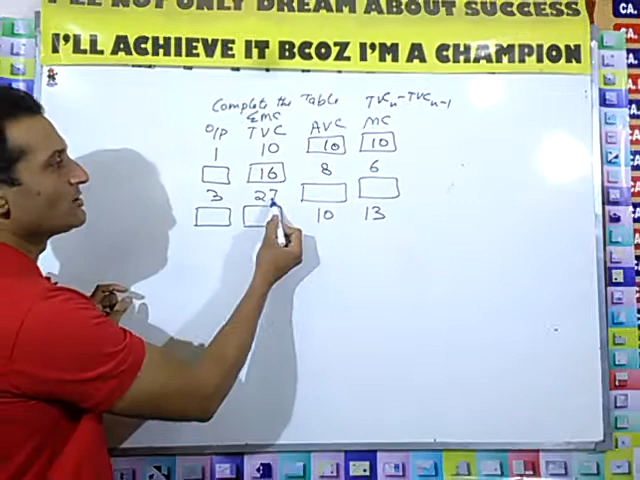 I'LL NOT ONLY DREAM ABOUT SUCCESS
I'LL ACHIEVE IT BCOZ I'M A CHAMPION
Complete the Table TVCn-TVCn-1
ΣMC
O/P TVC AVC MC
1 10 10 10
16 8 6
3 27
10 13